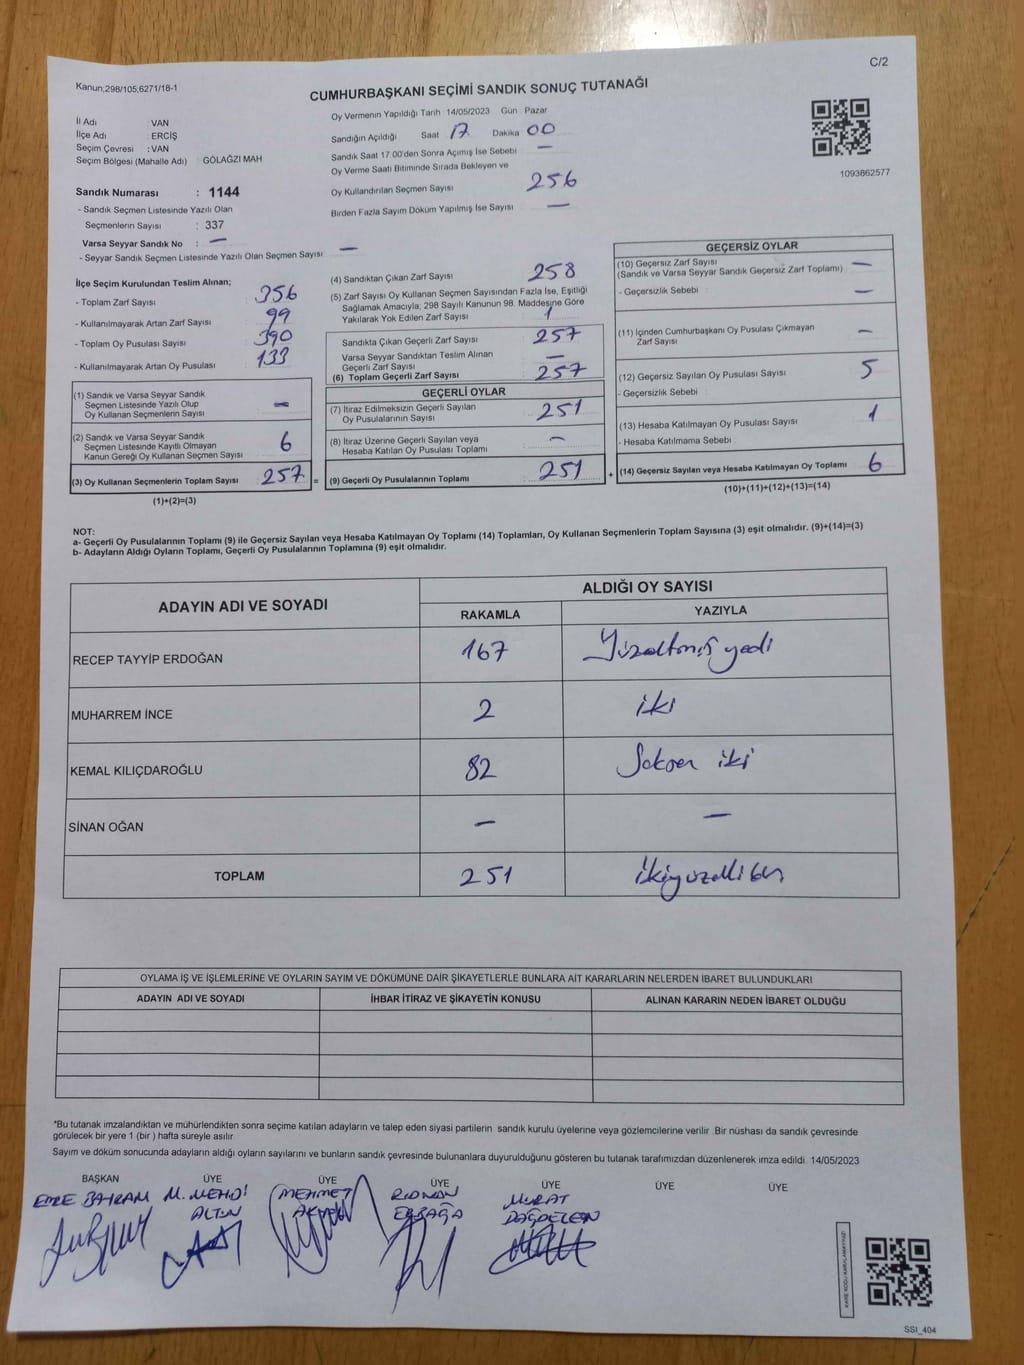 C/2
Kanun;298/105;6271/18-1
CUMHURBAŞKANI SEÇİMİ SANDIK SONUÇ TUTANAĞI
İl Adı : VAN
İlçe Adı : ERCİŞ
Seçim Çevresi : VAN
Seçim Bölgesi (Mahalle Adı) : GÖLAĞZI MAH
Sandık Numarası : 1144
- Sandık Seçmen Listesinde Yazılı Olan
Seçmenlerin Sayısı : 337
Varsa Seyyar Sandık No : —
- Seyyar Sandık Seçmen Listesinde Yazılı Olan Seçmen Sayısı: —
Oy Vermenin Yapıldığı Tarih 14/05/2023 Gün : Pazar
Sandığın Açıldığı Saat 17 Dakika 00
Sandık Saat 17:00'den Sonra Açımış İse Sebebi —
Oy Verme Saati Bitiminde Sırada Bekleyen ve
Oy Kullandırılan Seçmen Sayısı 256
Birden Fazla Sayım Döküm Yapılmış İse Sayısı —
1093862577
İlçe Seçim Kurulundan Teslim Alınan;
- Toplam Zarf Sayısı 356
- Kullanılmayarak Artan Zarf Sayısı 99
- Toplam Oy Pusulası Sayısı 390
- Kullanılmayarak Artan Oy Pusulası 133
(1) Sandık ve Varsa Seyyar Sandık
Seçmen Listesinde Yazılı Olup
Oy Kullanan Seçmenlerin Sayısı —
(2) Sandık ve Varsa Seyyar Sandık
Seçmen Listesinde Kayıtlı Olmayan
Kanun Gereği Oy Kullanan Seçmen Sayısı 6
(3) Oy Kullanan Seçmenlerin Toplam Sayısı 257 =
(1)+(2)=(3)
(4) Sandıktan Çıkan Zarf Sayısı 258
(5) Zarf Sayısı Oy Kullanan Seçmen Sayısından Fazla İse, Eşitliği
Sağlamak Amacıyla, 298 Sayılı Kanunun 98. Maddesine Göre
Yakılarak Yok Edilen Zarf Sayısı 1
Sandıkta Çıkan Geçerli Zarf Sayısı 257
Varsa Seyyar Sandıktan Teslim Alınan
Geçerli Zarf Sayısı —
(6) Toplam Geçerli Zarf Sayısı 257
GEÇERLİ OYLAR
(7) İtiraz Edilmeksizin Geçerli Sayılan
Oy Pusulalarının Sayısı 251
(8) İtiraz Üzerine Geçerli Sayılan veya
Hesaba Katılan Oy Pusulası Toplamı —
(9) Geçerli Oy Pusulalarının Toplamı 251 +
GEÇERSİZ OYLAR
(10) Geçersiz Zarf Sayısı —
(Sandık ve Varsa Seyyar Sandık Geçersiz Zarf Toplamı)
- Geçersizlik Sebebi : —
(11) İçinden Cumhurbaşkanı Oy Pusulası Çıkmayan
Zarf Sayısı —
(12) Geçersiz Sayılan Oy Pusulası Sayısı 5
- Geçersizlik Sebebi :
(13) Hesaba Katılmayan Oy Pusulası Sayısı 1
- Hesaba Katılmama Sebebi :
(14) Geçersiz Sayılan veya Hesaba Katılmayan Oy Toplamı 6
(10)+(11)+(12)+(13)=(14)
NOT:
a- Geçerli Oy Pusulalarının Toplamı (9) ile Geçersiz Sayılan veya Hesaba Katılmayan Oy Toplamı (14) Toplamları, Oy Kullanan Seçmenlerin Toplam Sayısına (3) eşit olmalıdır. (9)+(14)=(3)
b- Adayların Aldığı Oyların Toplamı, Geçerli Oy Pusulalarının Toplamına (9) eşit olmalıdır.
ADAYIN ADI VE SOYADI ALDIĞI OY SAYISI
RAKAMLA YAZIYLA
RECEP TAYYİP ERDOĞAN 167 Yüzaltmış yedi
MUHARREM İNCE 2 iki
KEMAL KILIÇDAROĞLU 82 Seksen iki
SİNAN OĞAN — —
TOPLAM 251 ikiyüzellibir
OYLAMA İŞ VE İŞLEMLERİNE VE OYLARIN SAYIM VE DÖKÜMÜNE DAİR ŞİKAYETLERLE BUNLARA AİT KARARLARIN NELERDEN İBARET BULUNDUKLARI
ADAYIN ADI VE SOYADI İHBAR İTİRAZ VE ŞİKAYETİN KONUSU ALINAN KARARIN NEDEN İBARET OLDUĞU
*Bu tutanak imzalandıktan ve mühürlendikten sonra seçime katılan adayların ve talep eden siyasi partilerin sandık kurulu üyelerine veya gözlemcilerine verilir .Bir nüshası da sandık çevresinde
görülecek bir yere 1 (bir ) hafta süreyle asılır.
Sayım ve döküm sonucunda adayların aldığı oyların sayılarını ve bunların sandık çevresinde bulunanlara duyurulduğunu gösteren bu tutanak tarafımızdan düzenlenerek imza edildi. 14/05/2023
BAŞKAN ÜYE ÜYE ÜYE ÜYE ÜYE ÜYE
EMRE BAYRAM M. MEHDİ MEHMET RIDVAN MURAT
ALTUN
KARE KODU KARALAMAYINIZ!
SSI_404